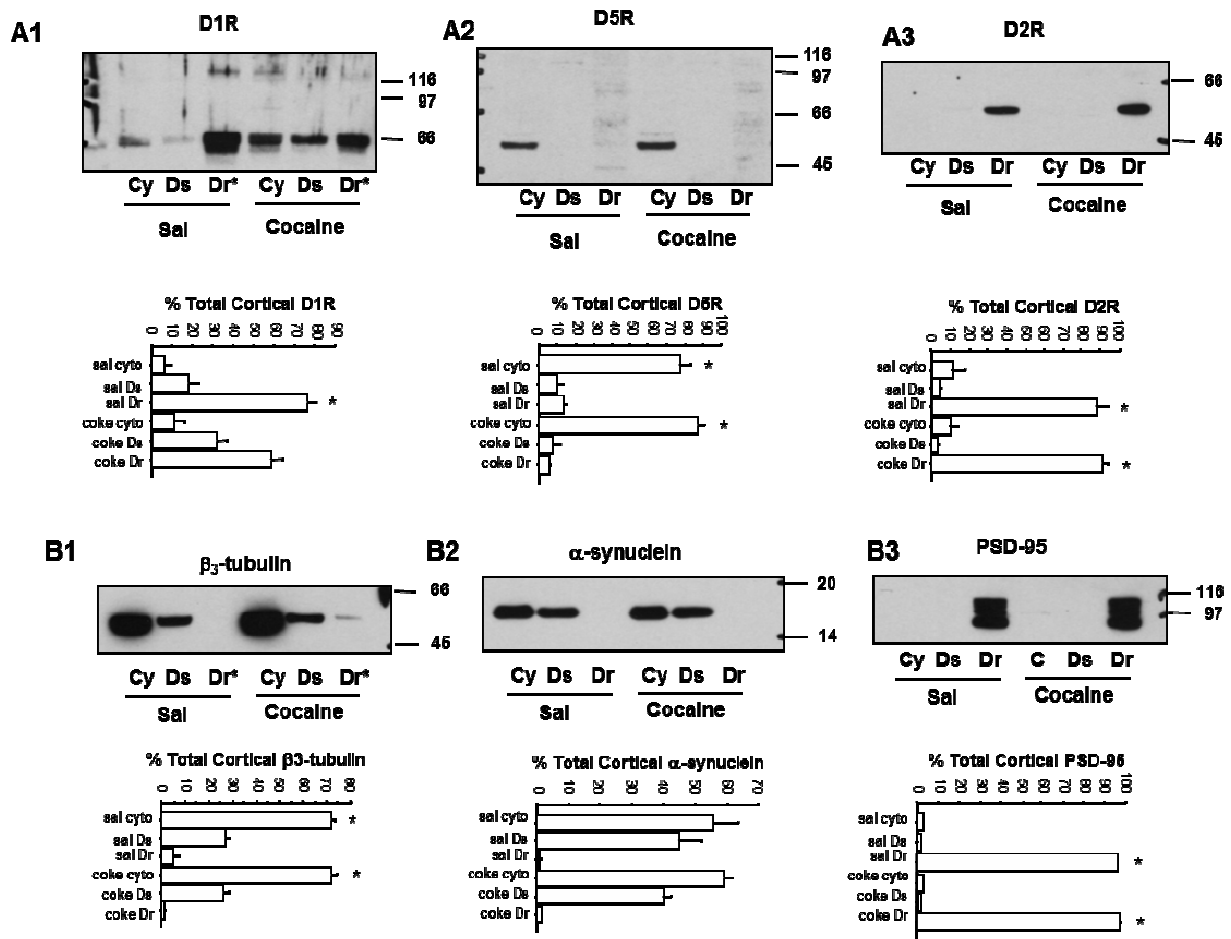 A1
D1R
116
97
66
Cy Ds Dr* Cy Ds Dr*
Sal Cocaine
% Total Cortical D1R
0 10 20 30 40 50 60 70 80 90
sal cyto
sal Ds
sal Dr *
coke cyto
coke Ds
coke Dr
A2
D5R
116
97
66
45
Cy Ds Dr Cy Dr
Sal Cocaine
% Total Cortical D5R
0 10 20 30 40 50 60 70 80 90 100
sal cyto *
sal Ds
sal Dr
coke cyto *
coke Ds
coke Dr
A3
D2R
66
45
Cy Ds Dr Cy Ds Dr
Sal Cocaine
% Total Cortical D2R
0 10 20 30 40 50 60 70 80 90 100
sal cyto
sal Ds
sal Dr *
coke cyto
coke Ds
coke Dr *
B1
β3-tubulin
66
45
Cy Ds Dr* Cy Ds Dr*
Sal Cocaine
% Total Cortical β3-tubulin
0 10 20 30 40 50 60 70 80
sal cyto *
sal Ds
sal Dr
coke cyto *
coke Ds
coke Dr
B2
α-synuclein
20
14
Cy Ds Dr Cy Ds Dr
Sal Cocaine
% Total Cortical α-synuclein
0 10 20 30 40 50 60 70
sal cyto
sal Ds
sal Dr
coke cyto
coke Ds
coke Dr
B3
PSD-95
116
97
Cy Ds Dr C Ds Dr
Sal Cocaine
% Total Cortical PSD-95
0 10 20 30 40 50 60 70 80 90 100
sal cyto
sal Ds
sal Dr *
coke cyto
coke Ds
coke Dr *